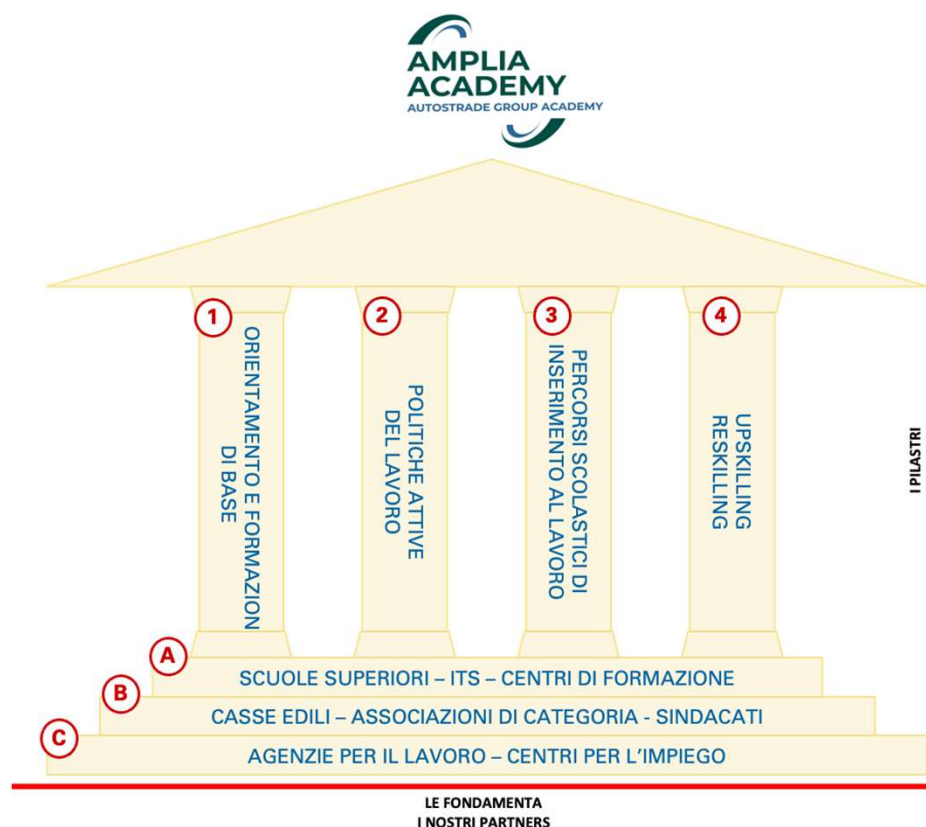 AMPLIA
ACADEMY
AUTOSTRADE GROUP ACADEMY
1
ORIENTAMENTO E FORMAZION
DI BASE
2
POLITICHE ATTIVE
DEL LAVORO
3
PERCORSI SCOLASTICI DI
INSERIMENTO AL LAVORO
4
UPSKILLING
RESKILLING
I PILASTRI
A
SCUOLE SUPERIORI – ITS – CENTRI DI FORMAZIONE
B
CASSE EDILI – ASSOCIAZIONI DI CATEGORIA - SINDACATI
C
AGENZIE PER IL LAVORO – CENTRI PER L'IMPIEGO
LE FONDAMENTA
I NOSTRI PARTNERS